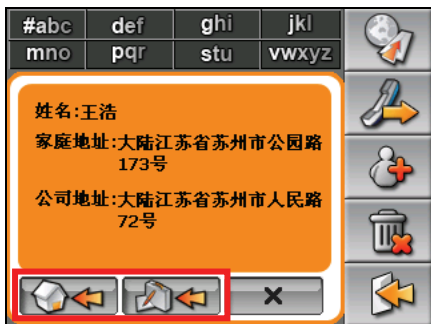 #abc def ghi jkl
mno pqr stu vwxyz
姓名:王浩
家庭地址:大陆江苏省苏州市公园路
173号
公司地址:大陆江苏省苏州市人民路
72号